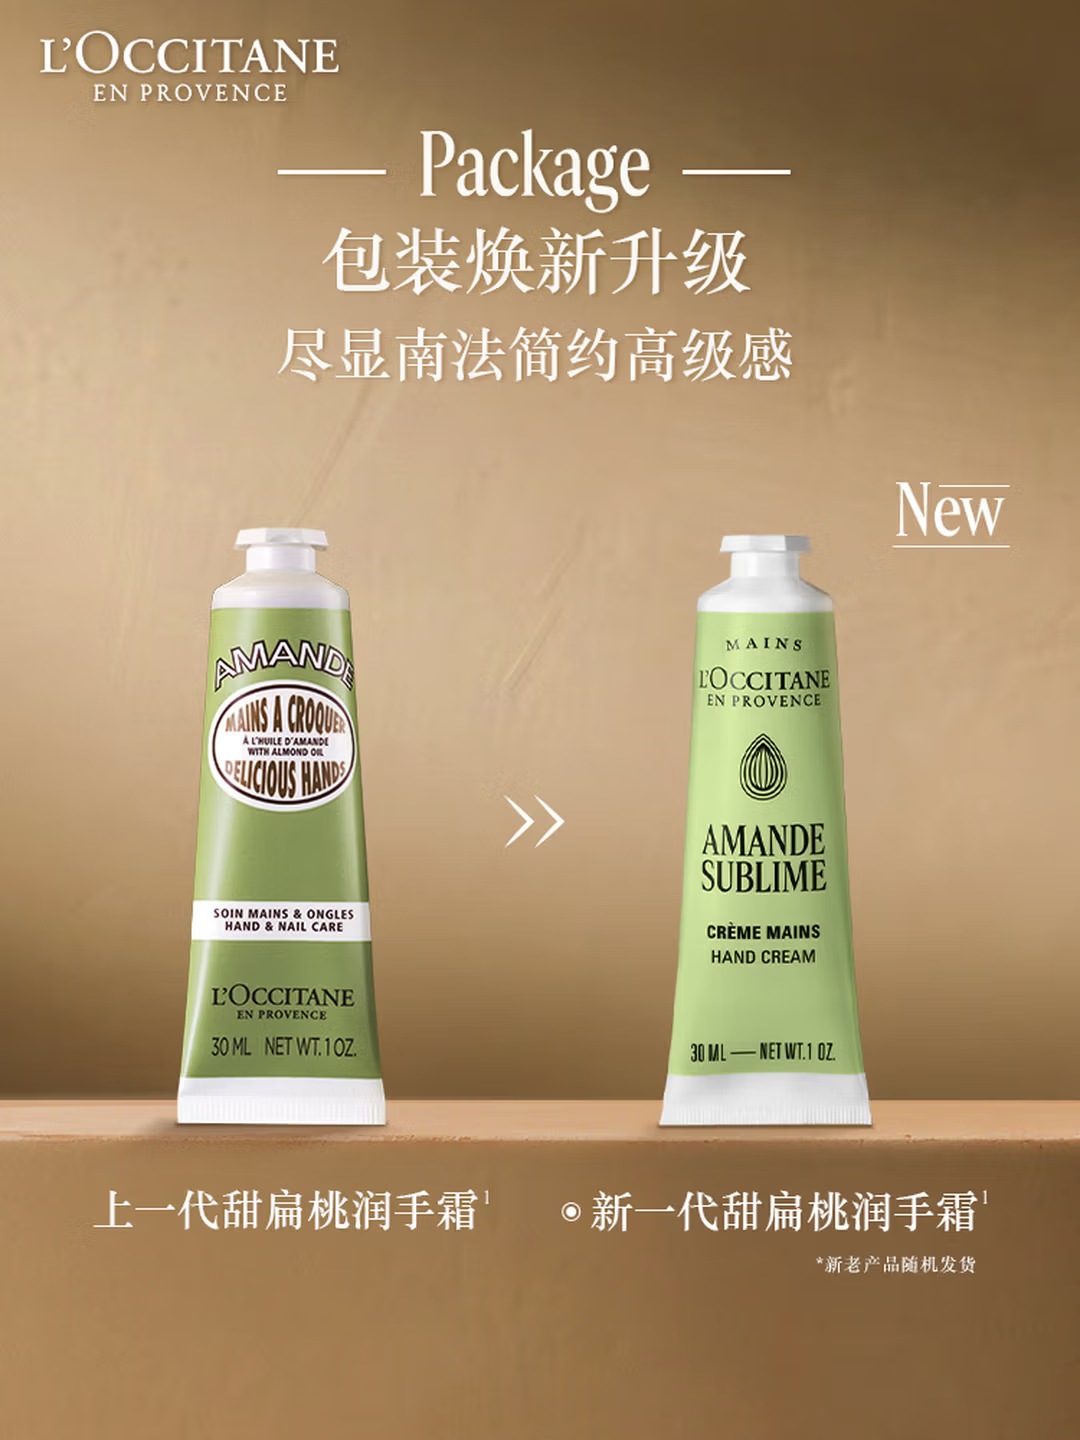 L'OCCITANE
EN PROVENCE
Package
包装焕新升级
尽显南法简约高级感
New
AMANDE
MAINS A CROQUER
À L'HUILE D'AMANDE
WITH ALMOND OIL
DELICIOUS HANDS
SOIN MAINS & ONGLES
HAND & NAIL CARE
L'OCCITANE
EN PROVENCE
30 ML NET WT. 1 OZ.
MAINS
L'OCCITANE
EN PROVENCE
AMANDE
SUBLIME
CRÈME MAINS
HAND CREAM
30 ML — NET WT. 1 OZ.
上一代甜扁桃润手霜1
新一代甜扁桃润手霜1
*新老产品随机发货